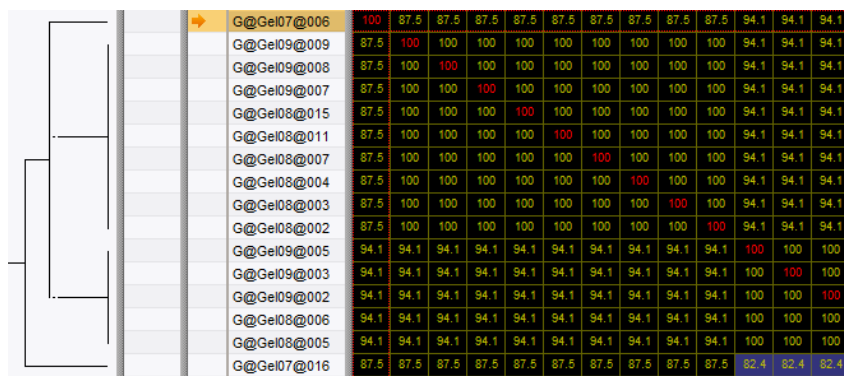 G@Gel07@006 100 87.5 87.5 87.5 87.5 87.5 87.5 87.5 87.5 87.5 94.1 94.1 94.1
G@Gel09@009 87.5 100 100 100 100 100 100 100 100 100 94.1 94.1 94.1
G@Gel09@008 87.5 100 100 100 100 100 100 100 100 100 94.1 94.1 94.1
G@Gel09@007 87.5 100 100 100 100 100 100 100 100 100 94.1 94.1 94.1
G@Gel08@015 87.5 100 100 100 100 100 100 100 100 100 94.1 94.1 94.1
G@Gel08@011 87.5 100 100 100 100 100 100 100 100 100 94.1 94.1 94.1
G@Gel08@007 87.5 100 100 100 100 100 100 100 100 100 94.1 94.1 94.1
G@Gel08@004 87.5 100 100 100 100 100 100 100 100 100 94.1 94.1 94.1
G@Gel08@003 87.5 100 100 100 100 100 100 100 100 100 94.1 94.1 94.1
G@Gel08@002 87.5 100 100 100 100 100 100 100 100 100 94.1 94.1 94.1
G@Gel09@005 94.1 94.1 94.1 94.1 94.1 94.1 94.1 94.1 94.1 94.1 100 100 100
G@Gel09@003 94.1 94.1 94.1 94.1 94.1 94.1 94.1 94.1 94.1 94.1 100 100 100
G@Gel09@002 94.1 94.1 94.1 94.1 94.1 94.1 94.1 94.1 94.1 94.1 100 100 100
G@Gel08@006 94.1 94.1 94.1 94.1 94.1 94.1 94.1 94.1 94.1 94.1 100 100 100
G@Gel08@005 94.1 94.1 94.1 94.1 94.1 94.1 94.1 94.1 94.1 94.1 100 100 100
G@Gel07@016 87.5 87.5 87.5 87.5 87.5 87.5 87.5 87.5 87.5 87.5 82.4 82.4 82.4